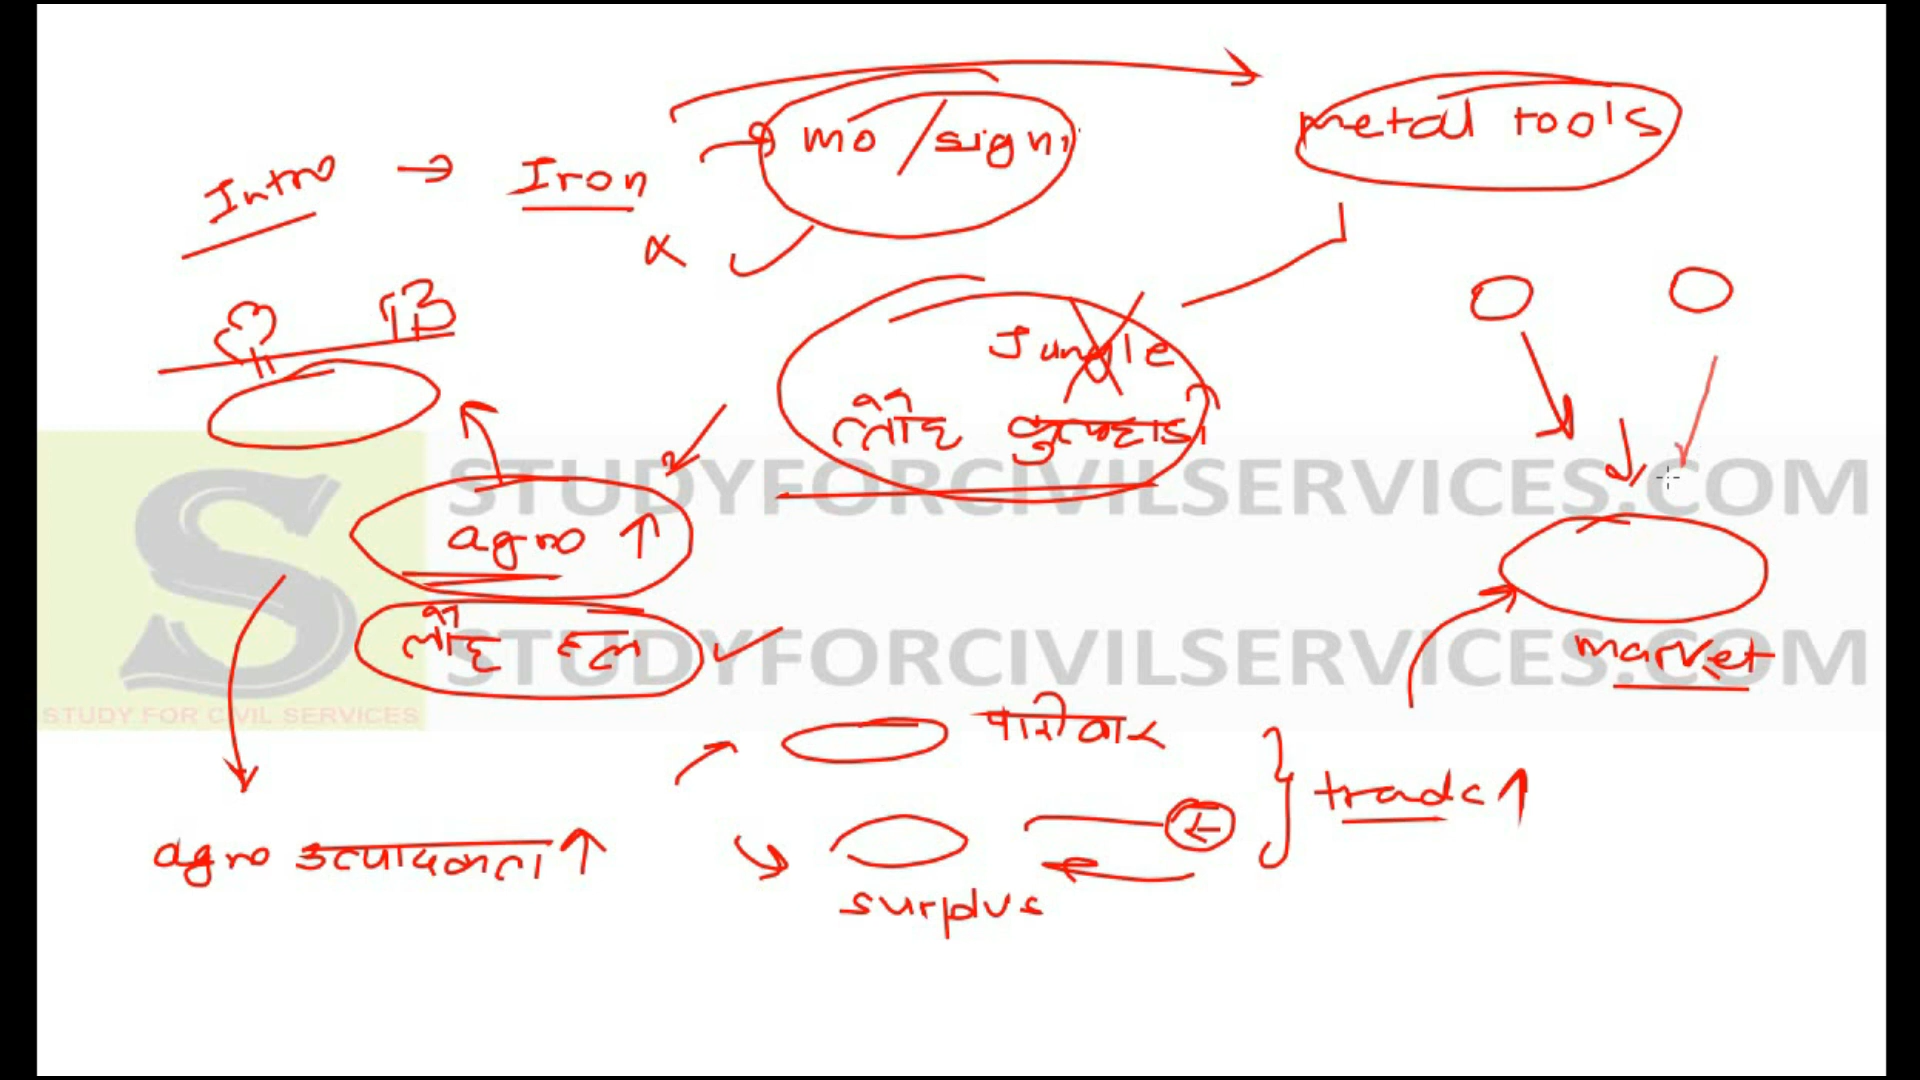 Intro → Iron
mo/signi
metal tools
Jungle
लौह कुल्हाड़ी
agro ↑
लौह हल
agro उत्पादकता ↑
परिवार
surplus
trade ↑
market
STUDYFORCIVILSERVICES.COM
STUDYFORCIVILSERVICES.COM
STUDY FOR CIVIL SERVICES